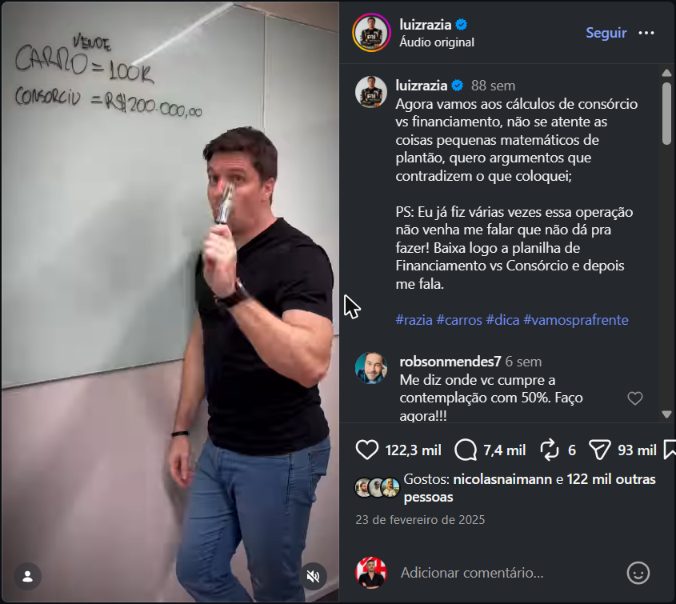 VENDE
CARRO = 100K
CONSORCIO = R$200.000,00
luizrazia
Áudio original
Seguir
luizrazia 88 sem
Agora vamos aos cálculos de consórcio
vs financiamento, não se atente as
coisas pequenas matemáticos de
plantão, quero argumentos que
contradizem o que coloquei;
PS: Eu já fiz várias vezes essa operação
não venha me falar que não dá pra
fazer! Baixa logo a planilha de
Financiamento vs Consórcio e depois
me fala.
#razia #carros #dica #vamosprafrente
robsonmendes7 6 sem
Me diz onde vc cumpre a
contemplação com 50%. Faço
agora!!!
122,3 mil 7,4 mil 6 93 mil
Gostos: nicolasnaimann e 122 mil outras
pessoas
23 de fevereiro de 2025
Adicionar comentário...